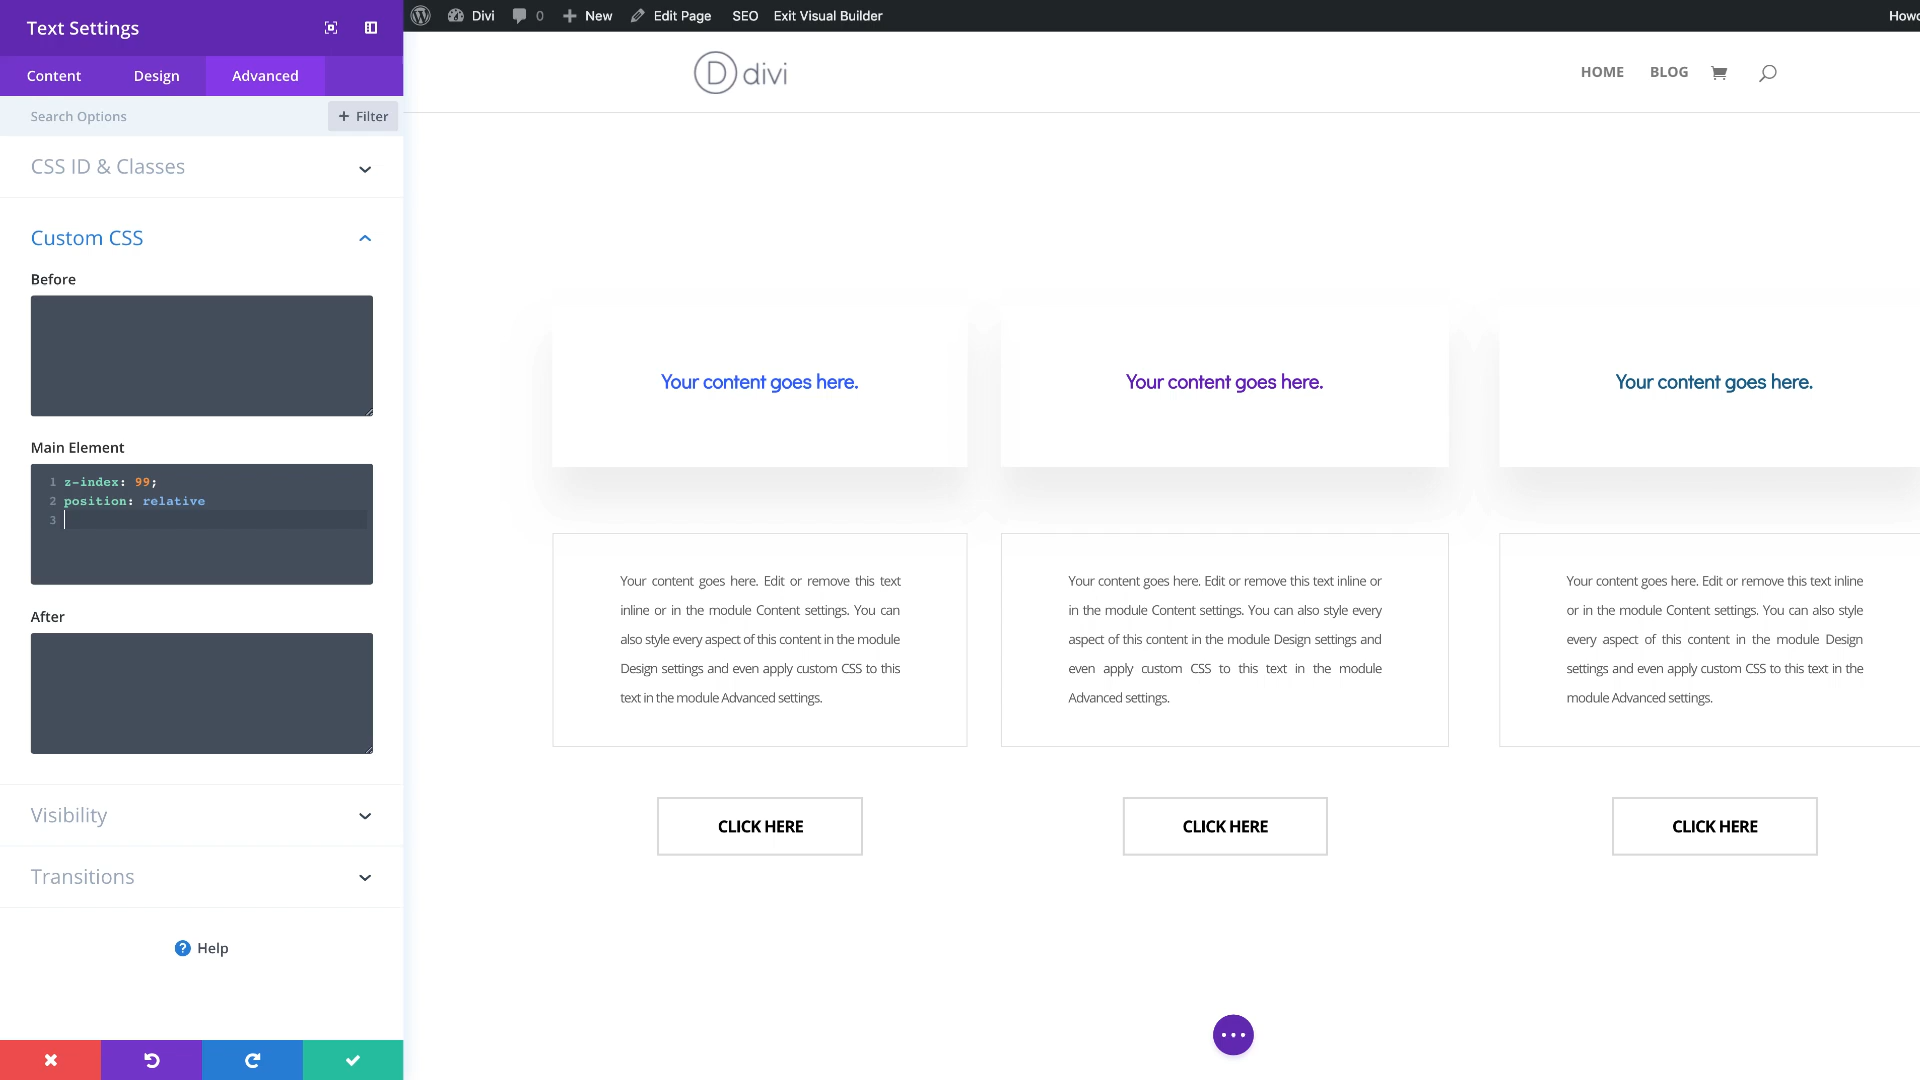 Text Settings
Content Design Advanced
Search Options + Filter
CSS ID & Classes
Custom CSS
Before
Main Element
1 z-index: 99;
2 position: relative
3
After
Visibility
Transitions
? Help
Divi 0 New Edit Page SEO Exit Visual Builder Howd
D divi
HOME BLOG
Your content goes here.
Your content goes here. Edit or remove this text
inline or in the module Content settings. You can
also style every aspect of this content in the module
Design settings and even apply custom CSS to this
text in the module Advanced settings.
CLICK HERE
Your content goes here.
Your content goes here. Edit or remove this text inline or
in the module Content settings. You can also style every
aspect of this content in the module Design settings and
even apply custom CSS to this text in the module
Advanced settings.
CLICK HERE
Your content goes here.
Your content goes here. Edit or remove this text inline
or in the module Content settings. You can also style
every aspect of this content in the module Design
settings and even apply custom CSS to this text in the
module Advanced settings.
CLICK HERE